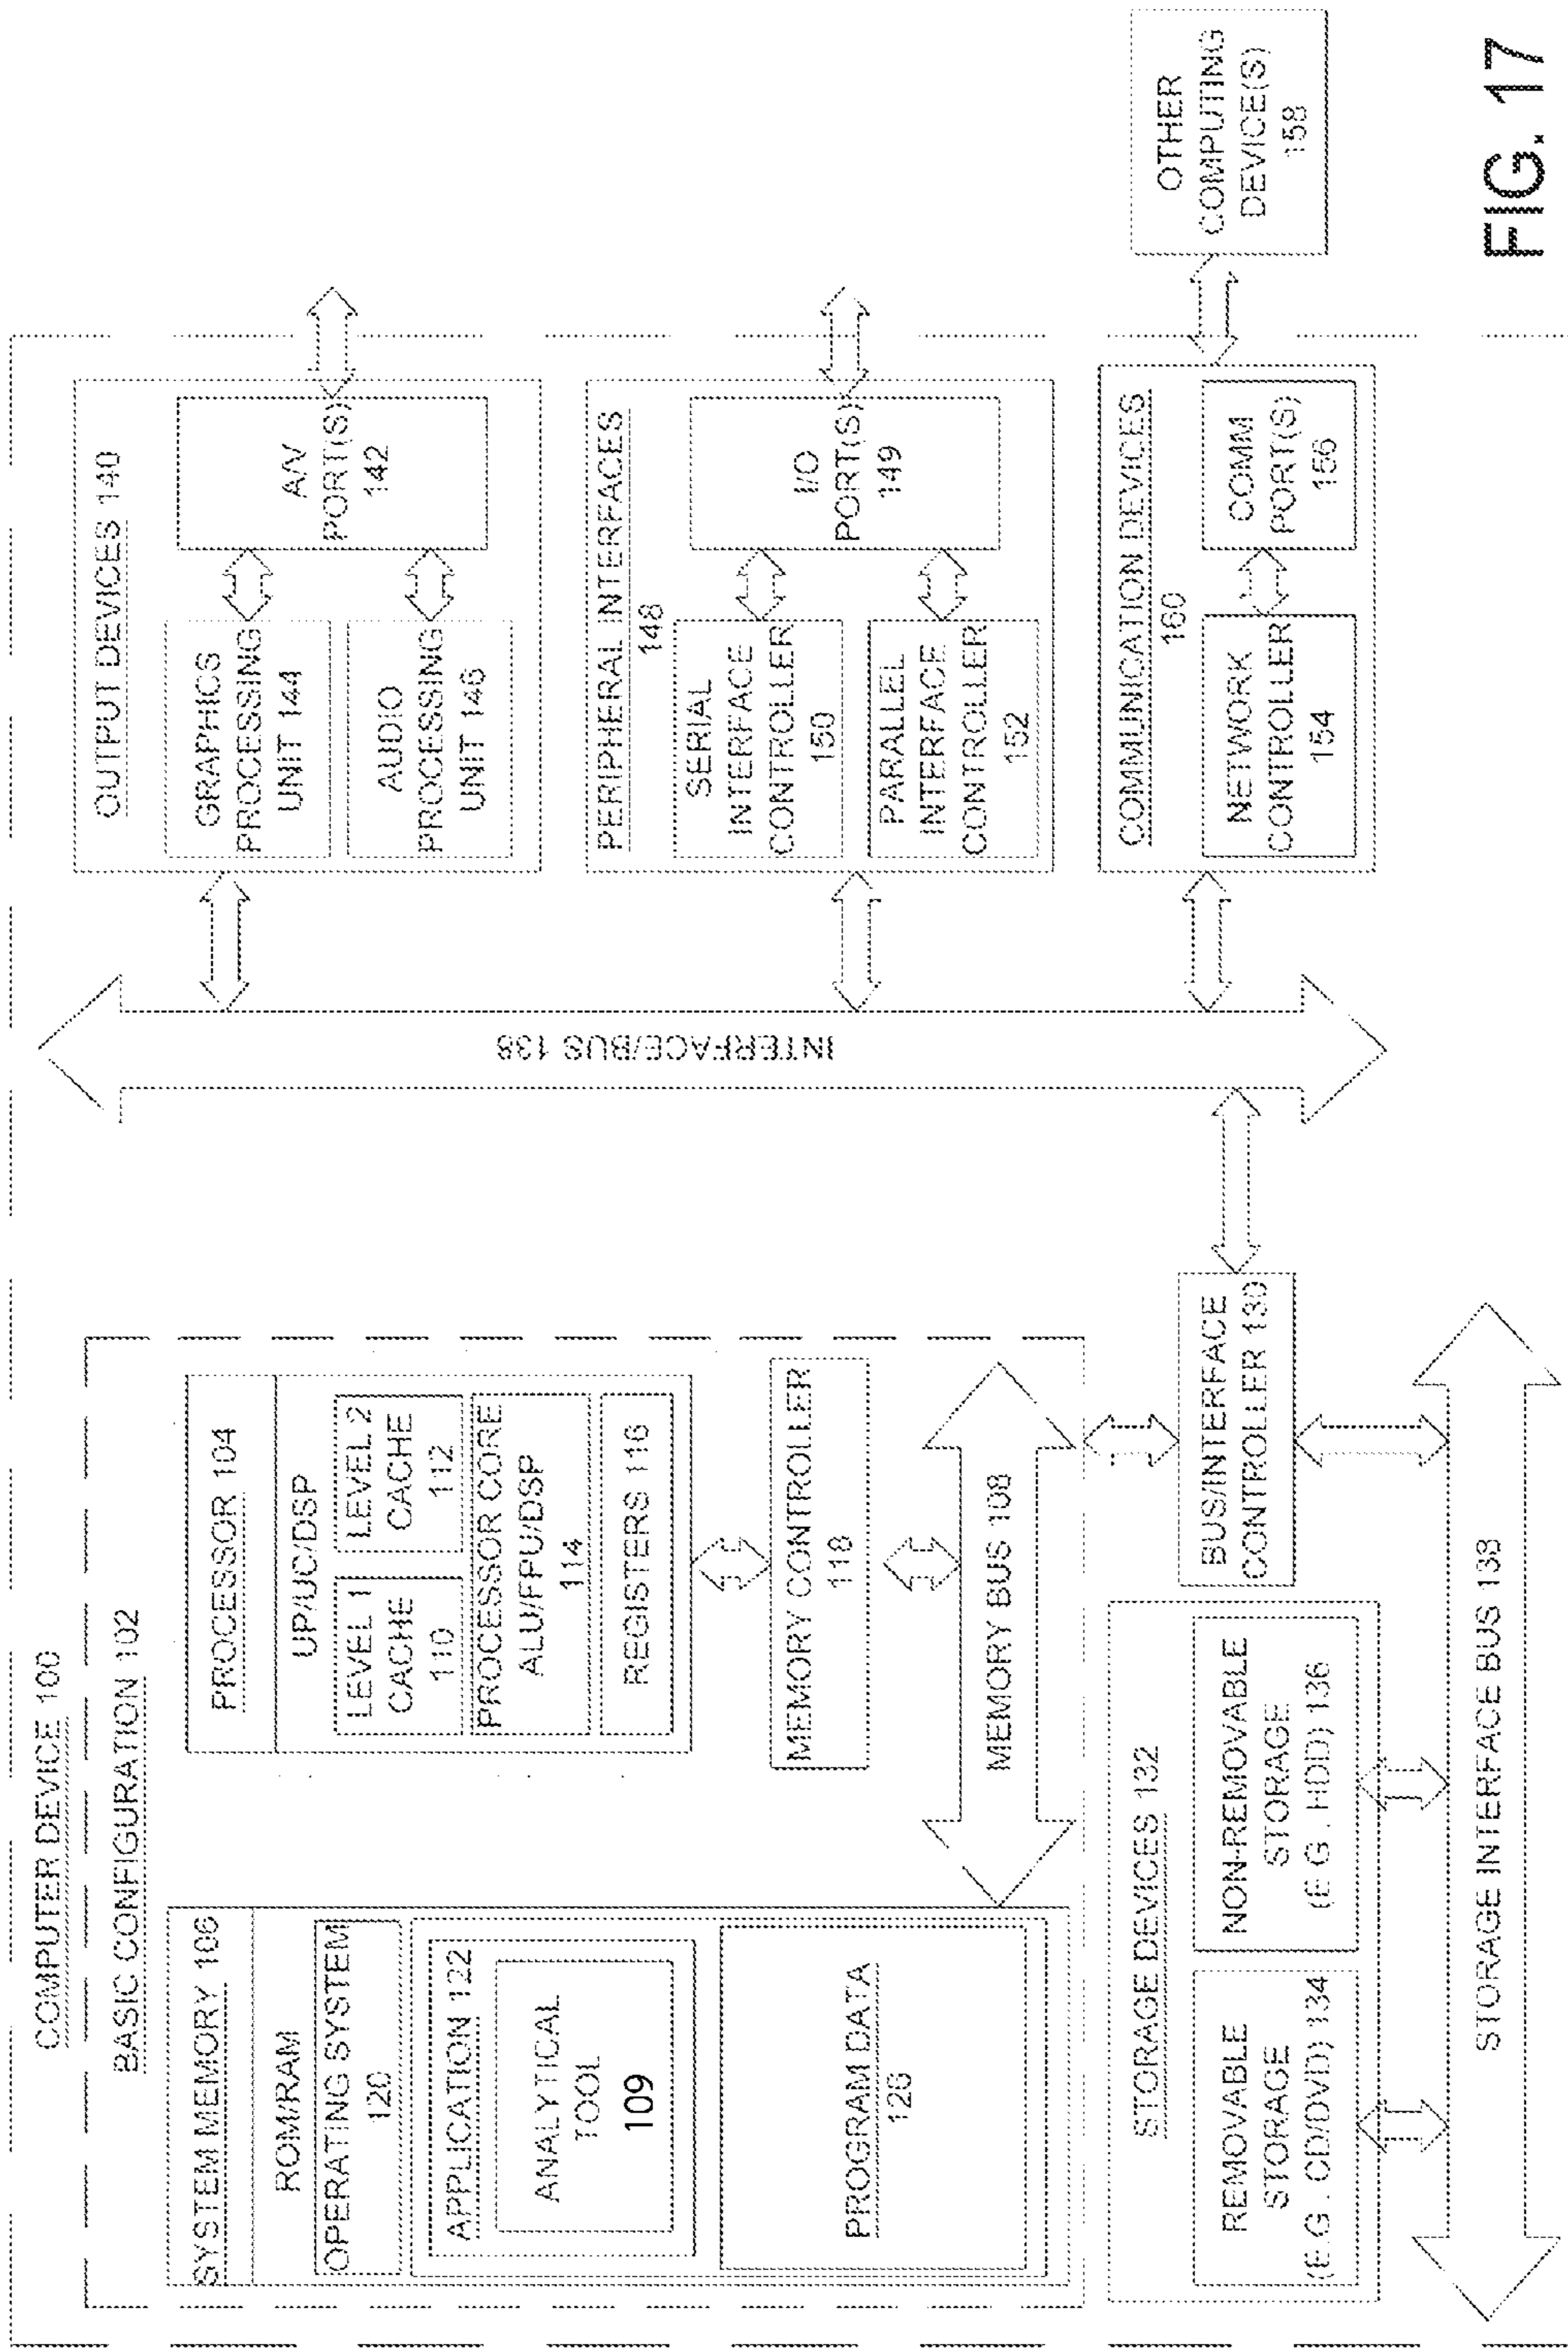 COMPUTER DEVICE 100
BASIC CONFIGURATION 102
SYSTEM MEMORY 106
ROM/RAM
OPERATING SYSTEM
120
APPLICATION 122
ANALYTICAL
TOOL
109
PROGRAM DATA
126
PROCESSOR 104
UP/UC/DSP
LEVEL 1
CACHE
110
LEVEL 2
CACHE
112
PROCESSOR CORE
ALU/FPU/DSP
114
REGISTERS 116
MEMORY CONTROLLER
118
MEMORY BUS 108
BUS/INTERFACE
CONTROLLER 130
STORAGE DEVICES 132
REMOVABLE
STORAGE
(E.G. CD/DVD) 134
NON-REMOVABLE
STORAGE
(E.G. HDD) 136
STORAGE INTERFACE BUS 138
INTERFACE/BUS 138
OUTPUT DEVICES 140
GRAPHICS
PROCESSING
UNIT 144
AUDIO
PROCESSING
UNIT 146
A/V
PORT(S)
142
PERIPHERAL INTERFACES
148
SERIAL
INTERFACE
CONTROLLER
150
PARALLEL
INTERFACE
CONTROLLER
152
I/O
PORT(S)
149
COMMUNICATION DEVICES
160
NETWORK
CONTROLLER
154
COMM
PORT(S)
156
OTHER
COMPUTING
DEVICE(S)
158
FIG. 17